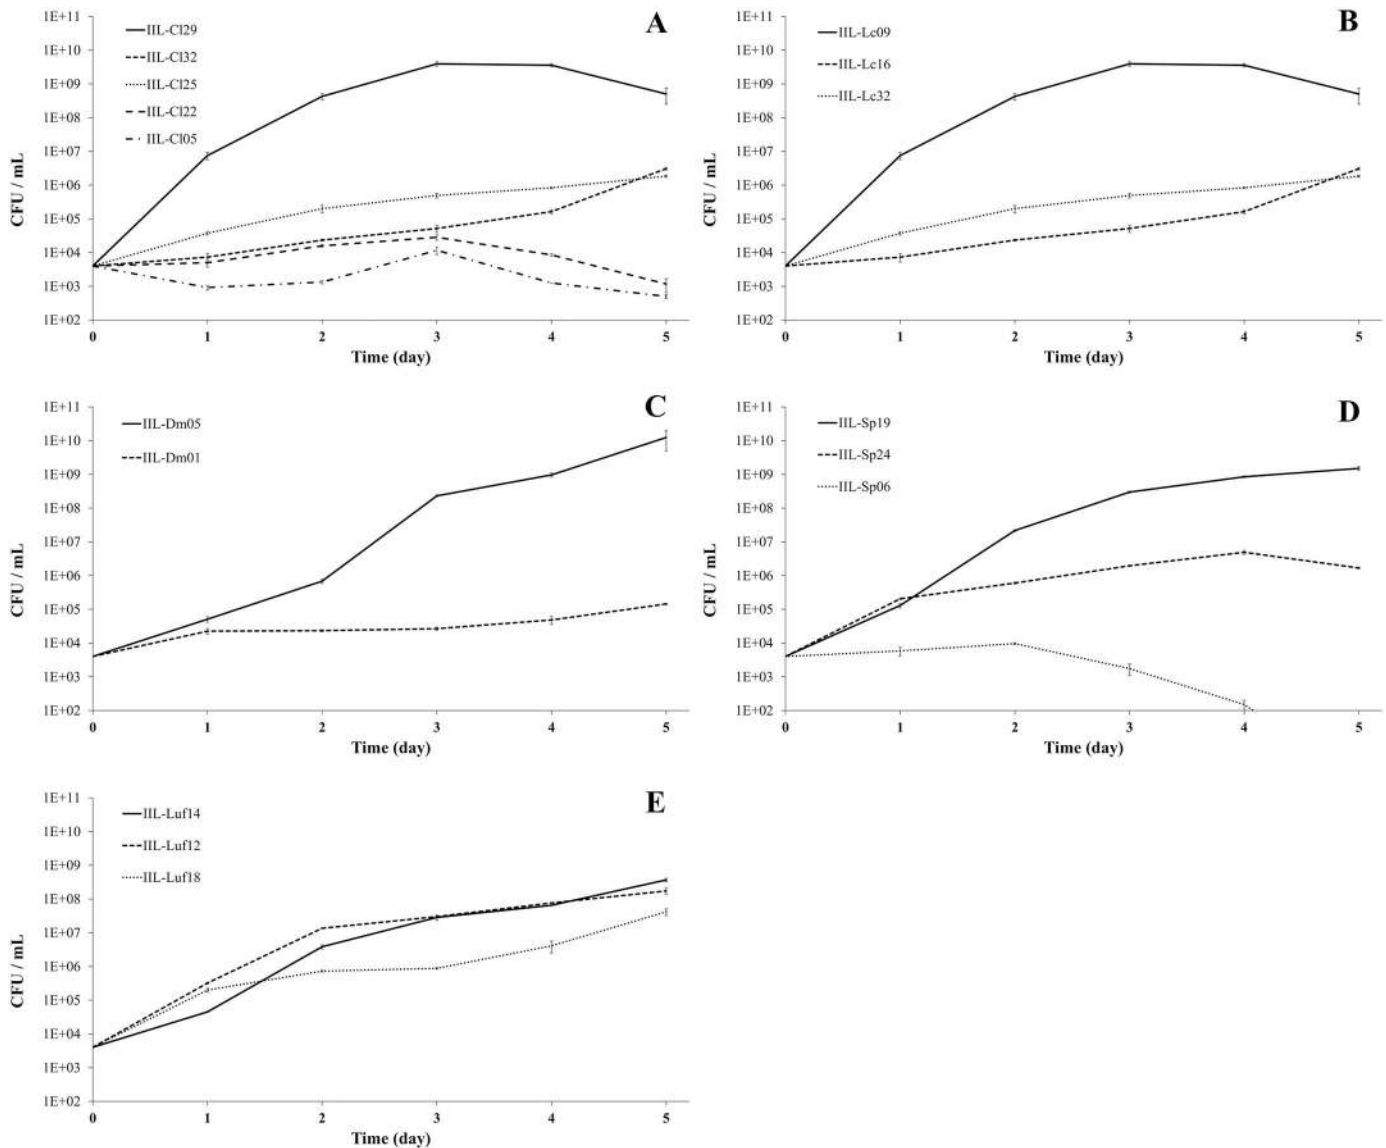 A
1E+11
1E+10
1E+09
1E+08
1E+07
1E+06
1E+05
1E+04
1E+03
1E+02
CFU / mL
IIL-Cl29
IIL-Cl32
IIL-Cl25
IIL-Cl22
IIL-Cl05
0 1 2 3 4 5
Time (day)
B
1E+11
1E+10
1E+09
1E+08
1E+07
1E+06
1E+05
1E+04
1E+03
1E+02
CFU / mL
IIL-Lc09
IIL-Lc16
IIL-Lc32
0 1 2 3 4 5
Time (day)
C
1E+11
1E+10
1E+09
1E+08
1E+07
1E+06
1E+05
1E+04
1E+03
1E+02
CFU / mL
IIL-Dm05
IIL-Dm01
0 1 2 3 4 5
Time (day)
D
1E+11
1E+10
1E+09
1E+08
1E+07
1E+06
1E+05
1E+04
1E+03
1E+02
CFU / mL
IIL-Sp19
IIL-Sp24
IIL-Sp06
0 1 2 3 4 5
Time (day)
E
1E+11
1E+10
1E+09
1E+08
1E+07
1E+06
1E+05
1E+04
1E+03
1E+02
CFU / mL
IIL-Luf14
IIL-Luf12
IIL-Luf18
0 1 2 3 4 5
Time (day)